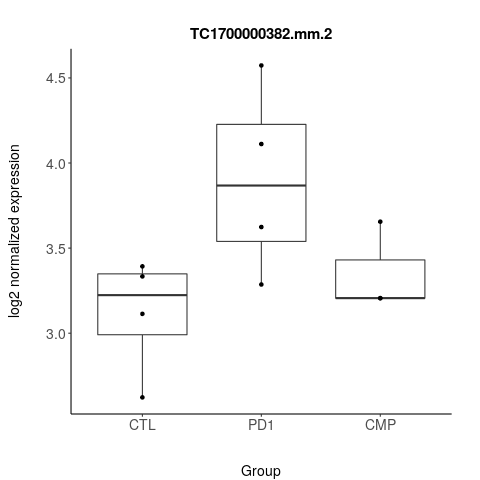 TC1700000382.mm.2
log2 normalized expression
4.5
4.0
3.5
3.0
CTL PD1 CMP
Group